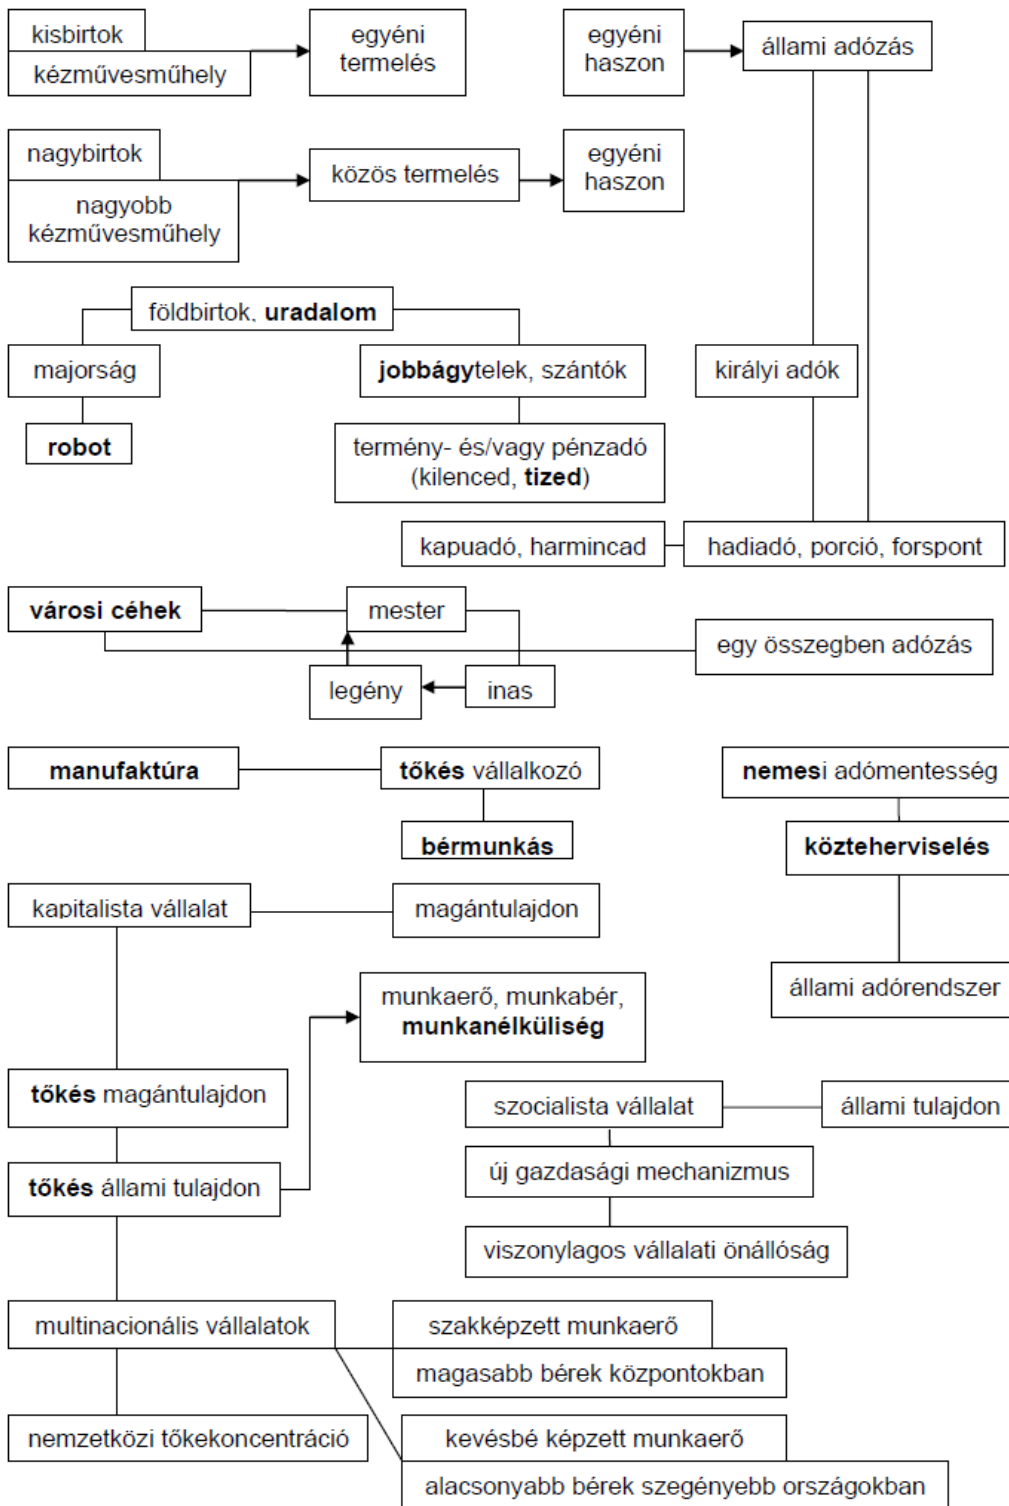 kisbirtok
kézművesműhely
egyéni
termelés
egyéni
haszon
állami adózás
nagybirtok
nagyobb
kézművesműhely
közös termelés
egyéni
haszon
földbirtok, uradalom
majorság
jobbágytelek, szántók
királyi adók
robot
termény- és/vagy pénzadó
(kilenced, tized)
kapuadó, harmincad
hadiadó, porció, forspont
városi céhek
mester
egy összegben adózás
legény
inas
manufaktúra
tőkés vállalkozó
nemesi adómentesség
bérmunkás
közteherviselés
kapitalista vállalat
magántulajdon
állami adórendszer
munkaerő, munkabér,
munkanélküliség
tőkés magántulajdon
szocialista vállalat
állami tulajdon
tőkés állami tulajdon
új gazdasági mechanizmus
viszonylagos vállalati önállóság
multinacionális vállalatok
szakképzett munkaerő
magasabb bérek központokban
nemzetközi tőkekoncentráció
kevésbé képzett munkaerő
alacsonyabb bérek szegényebb országokban